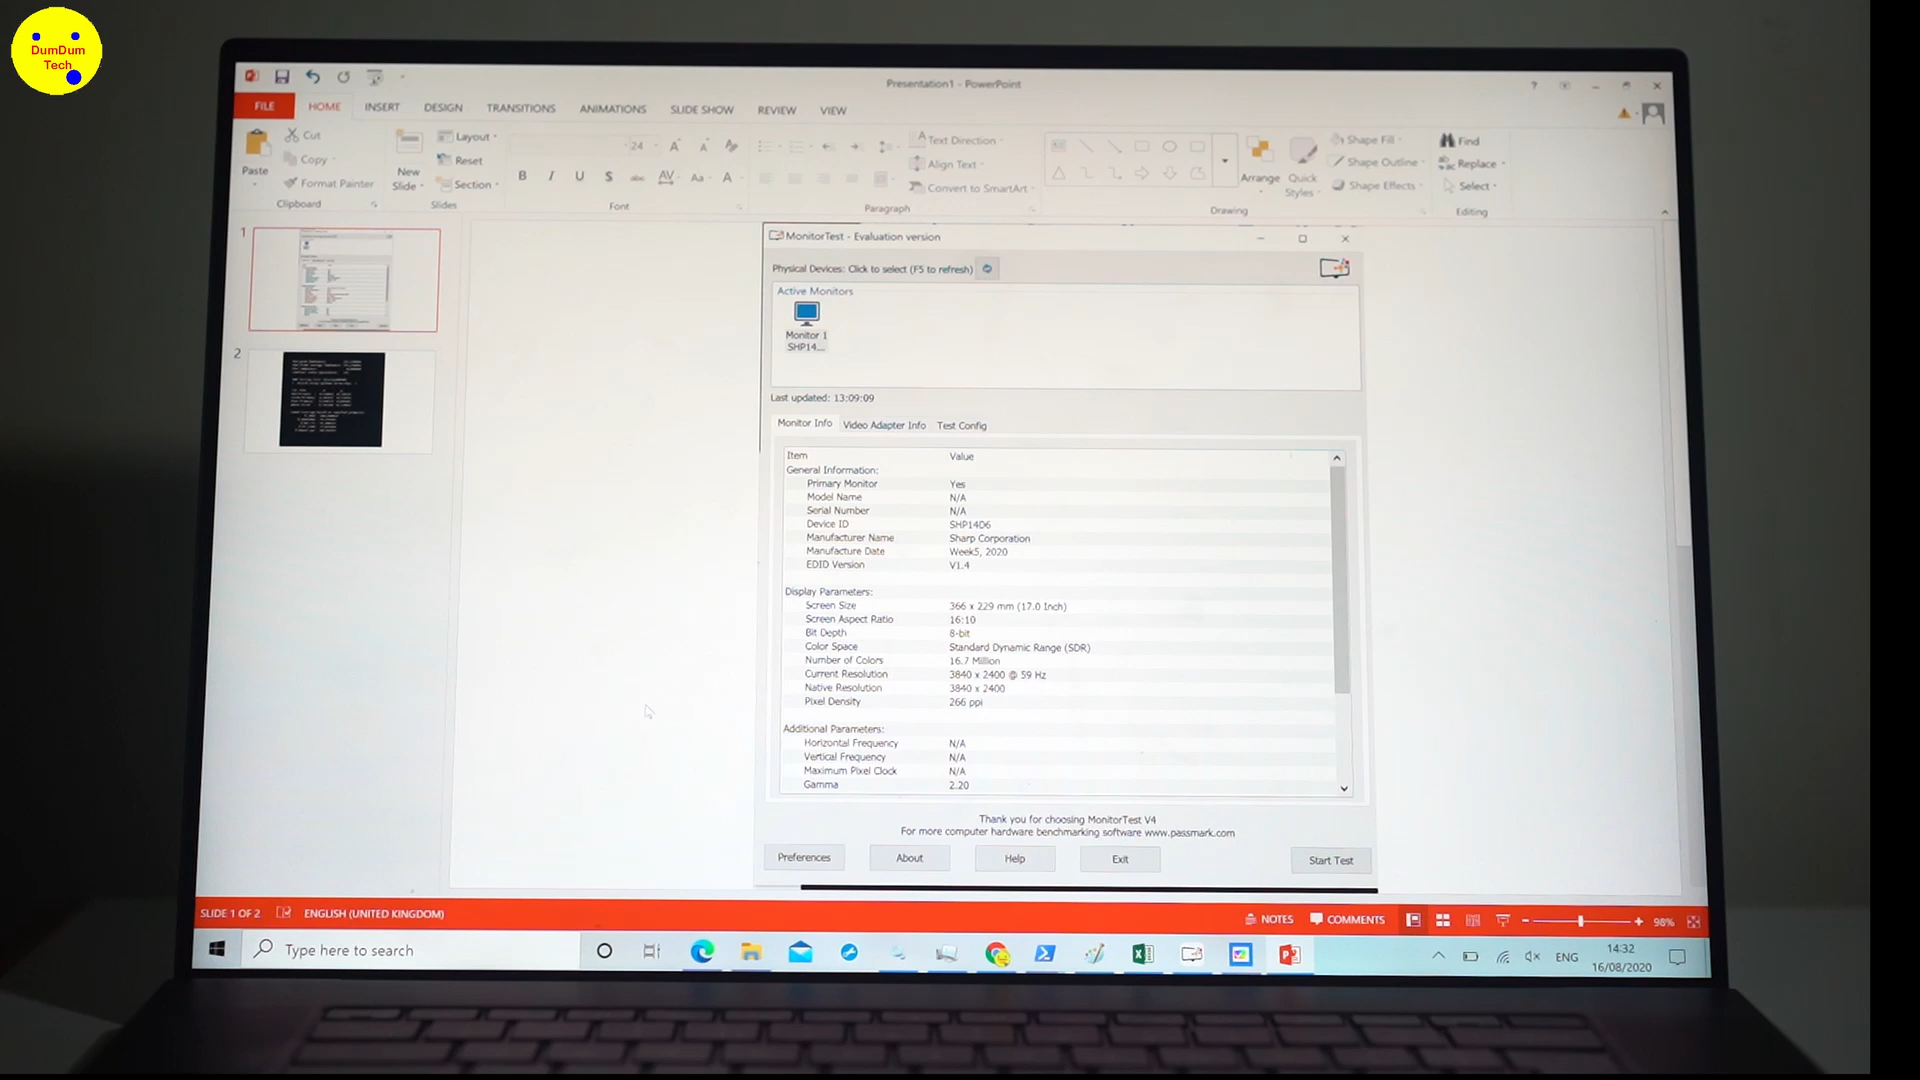 DumDum
Tech
Presentation1 - PowerPoint
FILE HOME INSERT DESIGN TRANSITIONS ANIMATIONS SLIDE SHOW REVIEW VIEW
Paste
Cut
Copy
Format Painter
Clipboard
New
Slide
Layout
Reset
Section
Slides
24
B I U S abc AV Aa A
Font
Text Direction
Align Text
Convert to SmartArt
Paragraph
Arrange
Quick
Styles
Shape Fill
Shape Outline
Shape Effects
Drawing
Find
Replace
Select
Editing
1
2
MonitorTest - Evaluation version
Physical Devices: Click to select (F5 to refresh)
Active Monitors
Monitor 1
SHP14...
Last updated: 13:09:09
Monitor Info Video Adapter Info Test Config
Item Value
General Information:
Primary Monitor Yes
Model Name N/A
Serial Number N/A
Device ID SHP14D6
Manufacturer Name Sharp Corporation
Manufacture Date Week5, 2020
EDID Version V1.4
Display Parameters:
Screen Size 366 x 229 mm (17.0 Inch)
Screen Aspect Ratio 16:10
Bit Depth 8-bit
Color Space Standard Dynamic Range (SDR)
Number of Colors 16.7 Million
Current Resolution 3840 x 2400 @ 59 Hz
Native Resolution 3840 x 2400
Pixel Density 266 ppi
Additional Parameters:
Horizontal Frequency N/A
Vertical Frequency N/A
Maximum Pixel Clock N/A
Gamma 2.20
Thank you for choosing MonitorTest V4
For more computer hardware benchmarking software www.passmark.com
Preferences About Help Exit Start Test
SLIDE 1 OF 2 ENGLISH (UNITED KINGDOM) NOTES COMMENTS 98%
Type here to search
ENG
14:32
16/08/2020